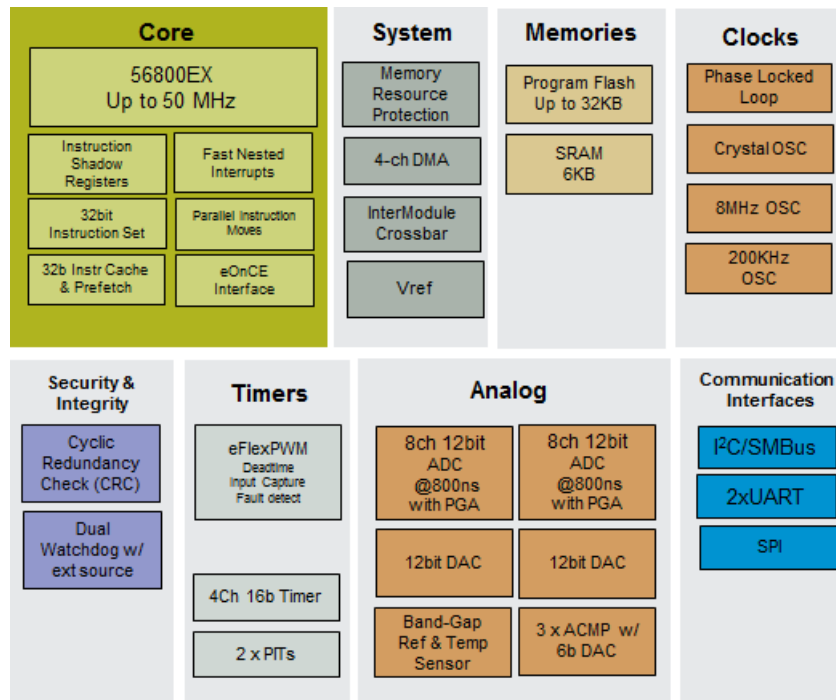 Core
56800EX
Up to 50 MHz
Instruction
Shadow
Registers
Fast Nested
Interrupts
32bit
Instruction Set
Parallel Instruction
Moves
32b Instr Cache
& Prefetch
eOnCE
Interface
System
Memory
Resource
Protection
4-ch DMA
InterModule
Crossbar
Vref
Memories
Program Flash
Up to 32KB
SRAM
6KB
Clocks
Phase Locked
Loop
Crystal OSC
8MHz OSC
200KHz
OSC
Security &
Integrity
Cyclic
Redundancy
Check (CRC)
Dual
Watchdog w/
ext source
Timers
eFlexPWM
Deadtime
Input Capture
Fault detect
4Ch 16b Timer
2 x PITs
Analog
8ch 12bit
ADC
@800ns
with PGA
8ch 12bit
ADC
@800ns
with PGA
12bit DAC
12bit DAC
Band-Gap
Ref & Temp
Sensor
3 x ACMP w/
6b DAC
Communication
Interfaces
I²C/SMBus
2xUART
SPI